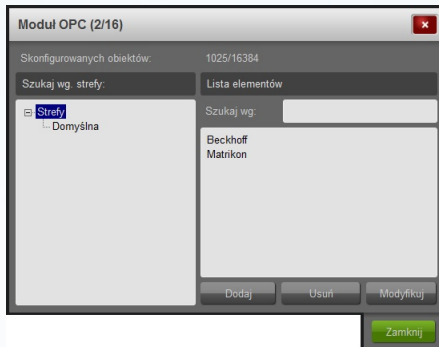 Moduł OPC (2/16)
Skonfigurowanych obiektów: 1025/16384
Szukaj wg. strefy:
Lista elementów
Strefy
Domyślna
Szukaj wg:
Beckhoff
Matrikon
Dodaj
Usuń
Modyfikuj
Zamknij